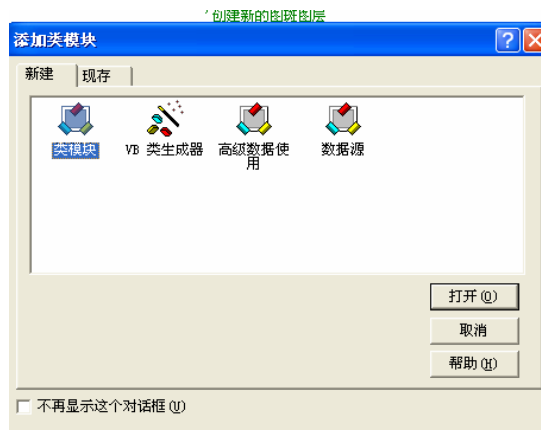 '创建新的图斑图层
添加类模块
新建 现存
类模块 VB 类生成器 高级数据使用 数据源
打开(O)
取消
帮助(H)
不再显示这个对话框(U)